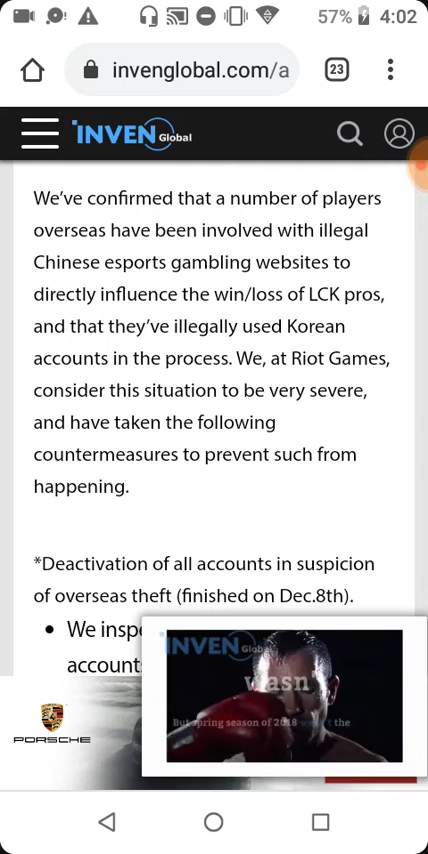 57% 4:02
invenglobal.com/a
23
INVEN Global
We've confirmed that a number of players
overseas have been involved with illegal
Chinese esports gambling websites to
directly influence the win/loss of LCK pros,
and that they've illegally used Korean
accounts in the process. We, at Riot Games,
consider this situation to be very severe,
and have taken the following
countermeasures to prevent such from
happening.
*Deactivation of all accounts in suspicion
of overseas theft (finished on Dec.8th).
• We inspe
account
INVEN Global
wasn'
But spring season of 2018 wasn't the
PORSCHE